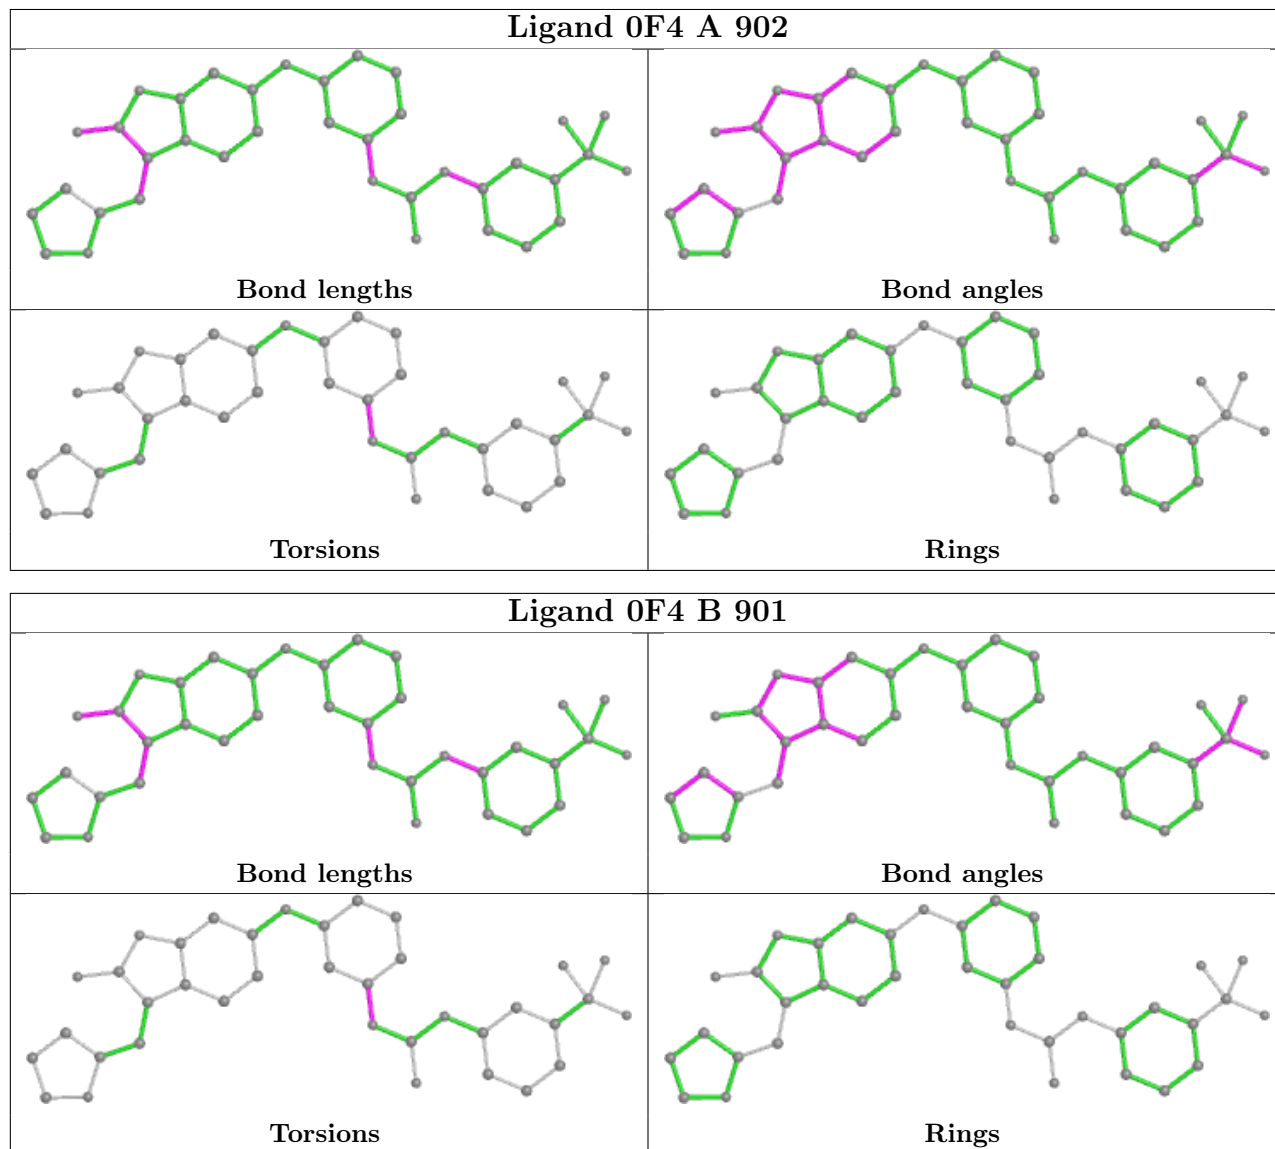 Ligand 0F4 A 902
Bond lengths
Bond angles
Torsions
Rings
Ligand 0F4 B 901
Bond lengths
Bond angles
Torsions
Rings